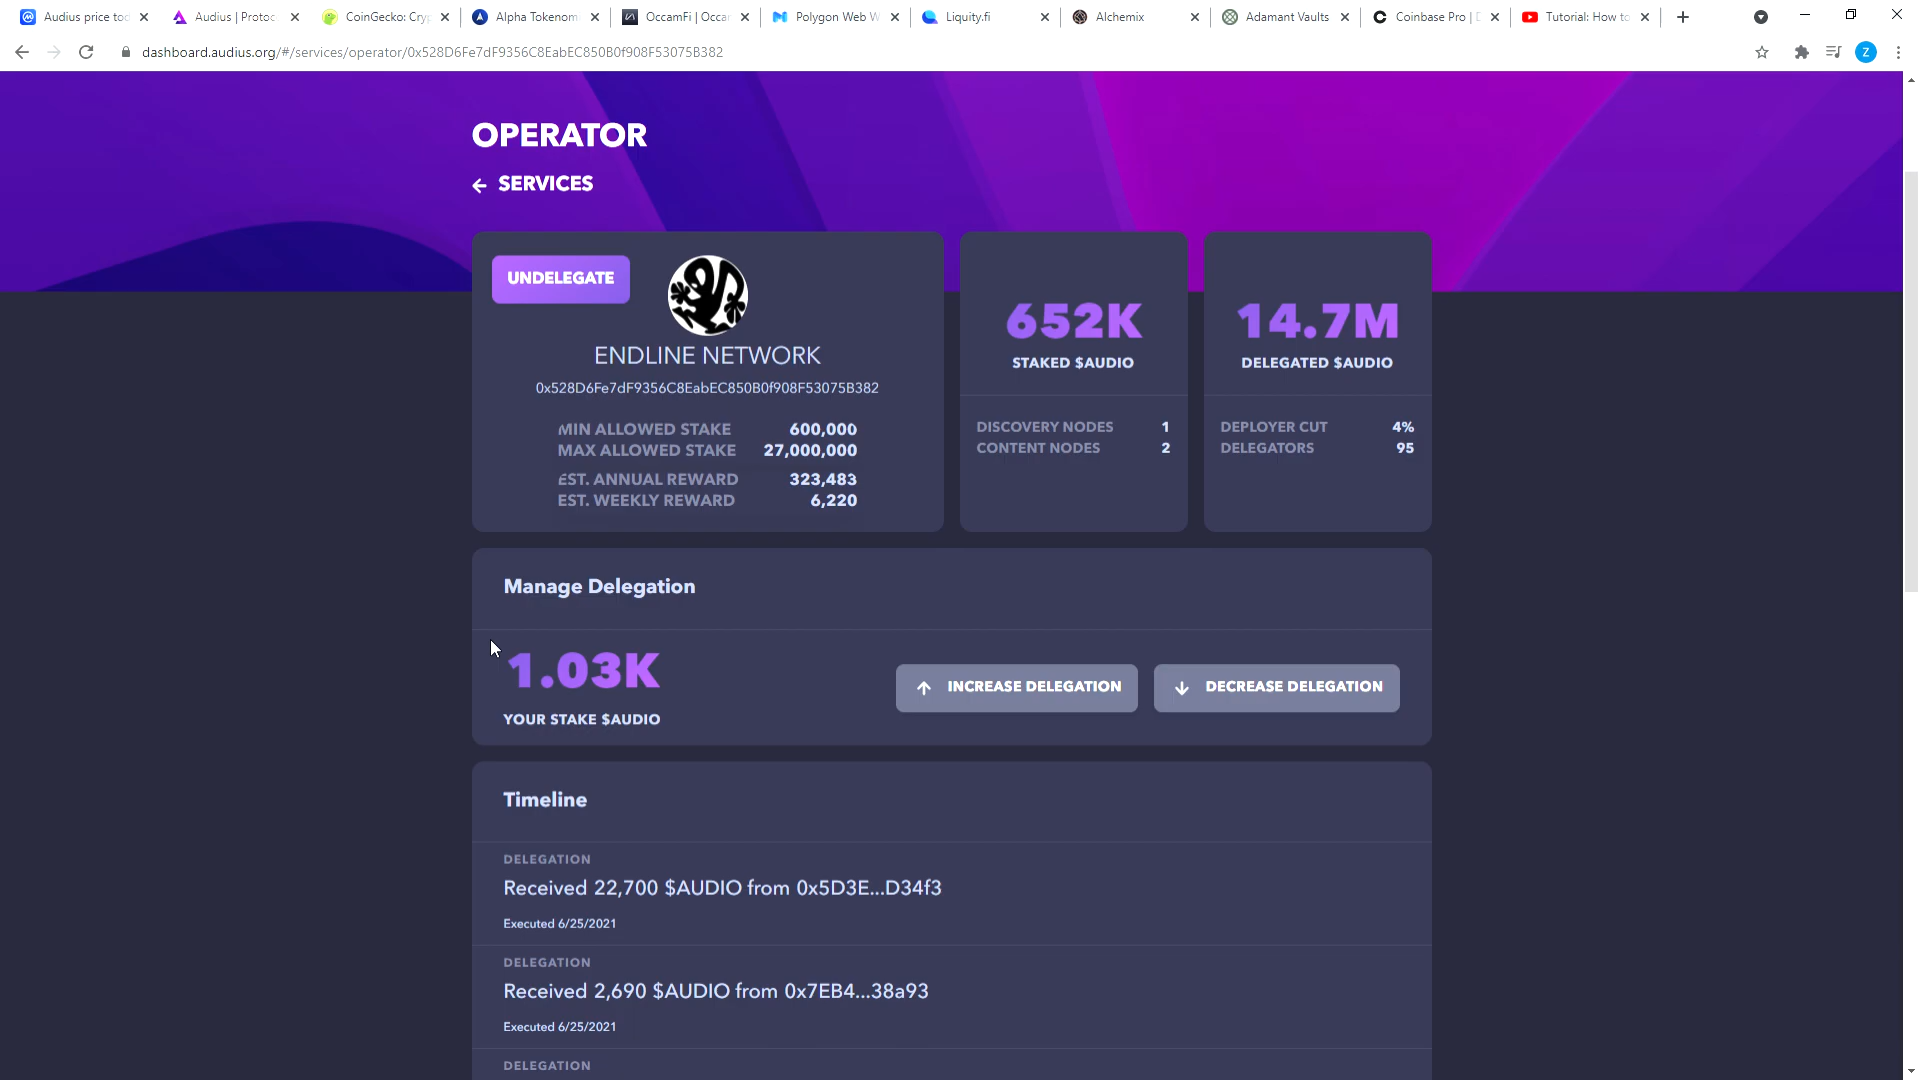 Audius price tod
Audius | Protoc
CoinGecko: Cryp
Alpha Tokenom
OccamFi | Occar
Polygon Web W
Liquity.fi
Alchemix
Adamant Vaults
Coinbase Pro | D
Tutorial: How to
dashboard.audius.org/#/services/operator/0x528D6Fe7dF9356C8EabEC850B0f908F53075B382
Z
OPERATOR
SERVICES
UNDELEGATE
ENDLINE NETWORK
0x528D6Fe7dF9356C8EabEC850B0f908F53075B382
MIN ALLOWED STAKE 600,000
MAX ALLOWED STAKE 27,000,000
EST. ANNUAL REWARD 323,483
EST. WEEKLY REWARD 6,220
652K
STAKED $AUDIO
DISCOVERY NODES 1
CONTENT NODES 2
14.7M
DELEGATED $AUDIO
DEPLOYER CUT 4%
DELEGATORS 95
Manage Delegation
1.03K
YOUR STAKE $AUDIO
INCREASE DELEGATION
DECREASE DELEGATION
Timeline
DELEGATION
Received 22,700 $AUDIO from 0x5D3E...D34f3
Executed 6/25/2021
DELEGATION
Received 2,690 $AUDIO from 0x7EB4...38a93
Executed 6/25/2021
DELEGATION